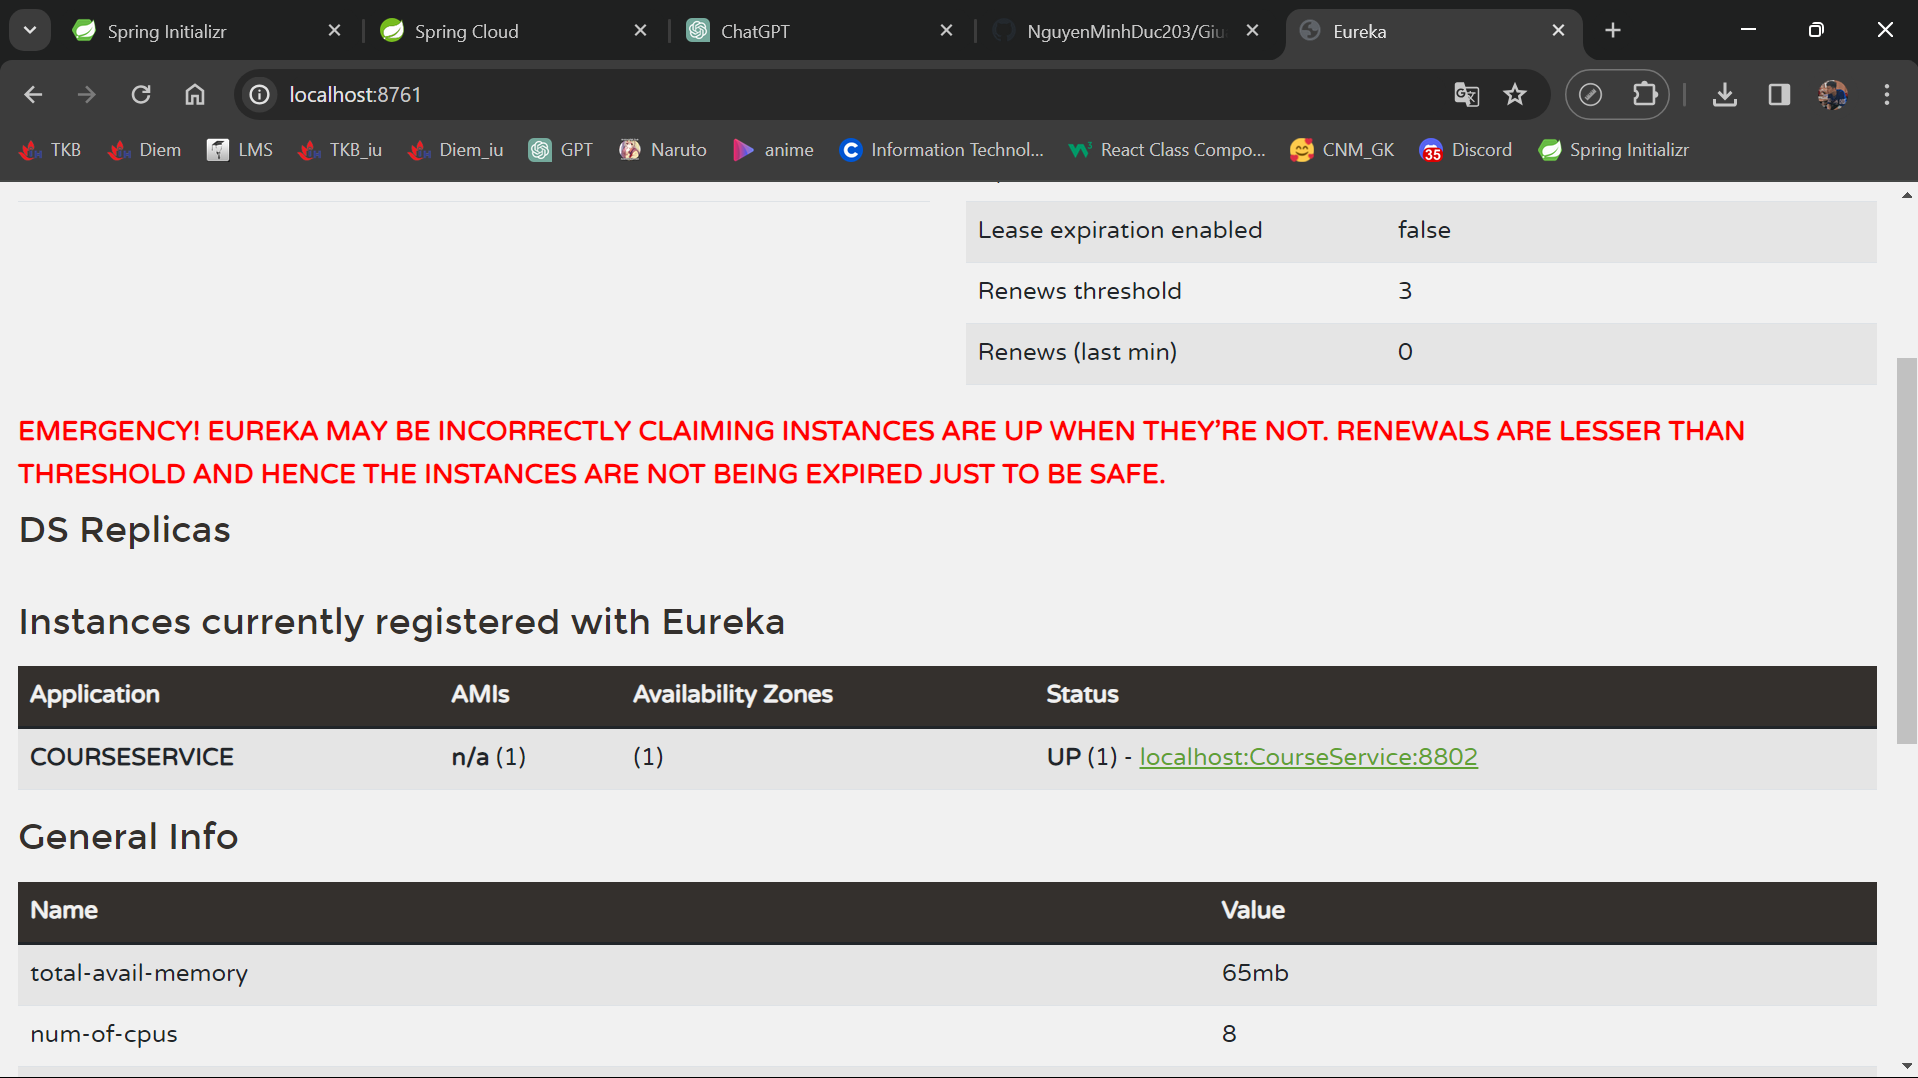 Spring Initializr
Spring Cloud
ChatGPT
NguyenMinhDuc203/Giu
Eureka
localhost:8761
TKB
Diem
LMS
TKB_iu
Diem_iu
GPT
Naruto
anime
Information Technol...
React Class Compo...
CNM_GK
35 Discord
Spring Initializr
Lease expiration enabled false
Renews threshold 3
Renews (last min) 0
EMERGENCY! EUREKA MAY BE INCORRECTLY CLAIMING INSTANCES ARE UP WHEN THEY'RE NOT. RENEWALS ARE LESSER THAN
THRESHOLD AND HENCE THE INSTANCES ARE NOT BEING EXPIRED JUST TO BE SAFE.
DS Replicas
Instances currently registered with Eureka
Application AMIs Availability Zones Status
COURSESERVICE n/a (1) (1) UP (1) - localhost:CourseService:8802
General Info
Name Value
total-avail-memory 65mb
num-of-cpus 8